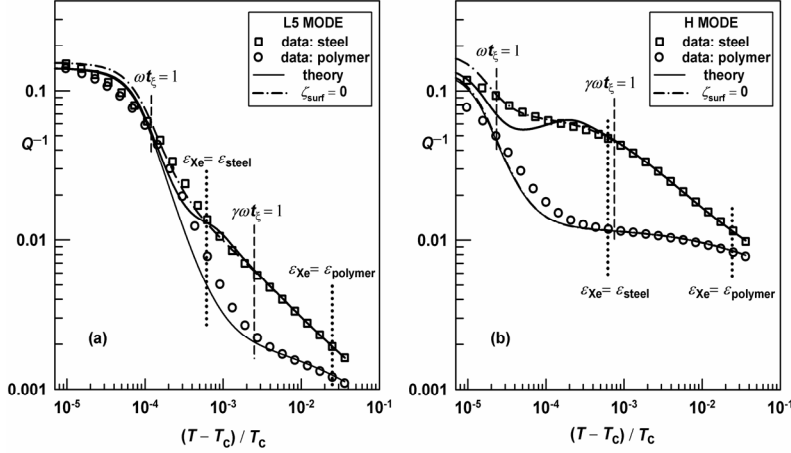 L5 MODE
data: steel
data: polymer
theory
ζsurf = 0
ωtξ = 1
εXe = εsteel
γωtξ = 1
εXe = εpolymer
(a)
Q⁻¹
0.1
0.01
0.001
10⁻⁵ 10⁻⁴ 10⁻³ 10⁻² 10⁻¹
(T − TC) / TC
H MODE
data: steel
data: polymer
theory
ζsurf = 0
ωtξ = 1
γωtξ = 1
εXe = εsteel
εXe = εpolymer
(b)
Q⁻¹
0.1
0.01
0.001
10⁻⁵ 10⁻⁴ 10⁻³ 10⁻² 10⁻¹
(T − TC) / TC